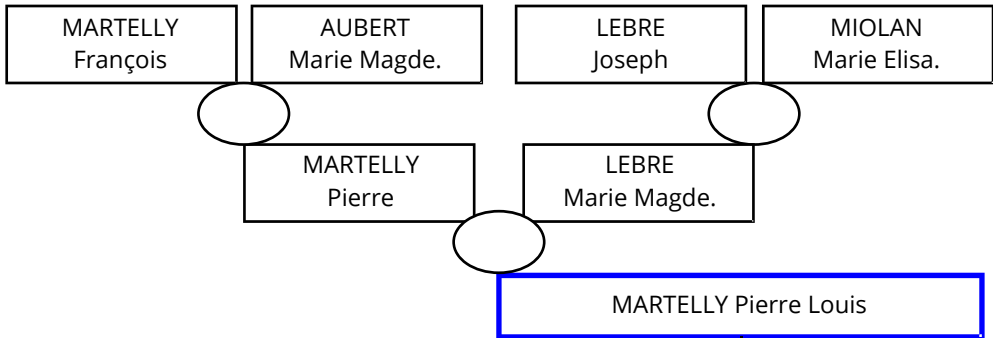 MARTELLY
François
AUBERT
Marie Magde.
LEBRE
Joseph
MIOLAN
Marie Elisa.
MARTELLY
Pierre
LEBRE
Marie Magde.
MARTELLY Pierre Louis